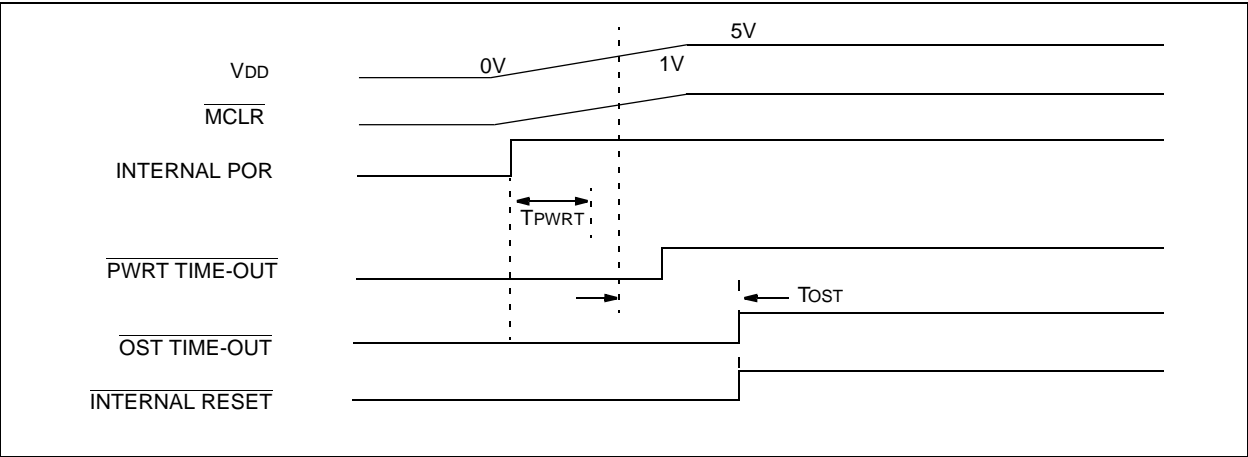 5V
VDD 0V 1V
MCLR
INTERNAL POR
TPWRT
PWRT TIME-OUT
TOST
OST TIME-OUT
INTERNAL RESET